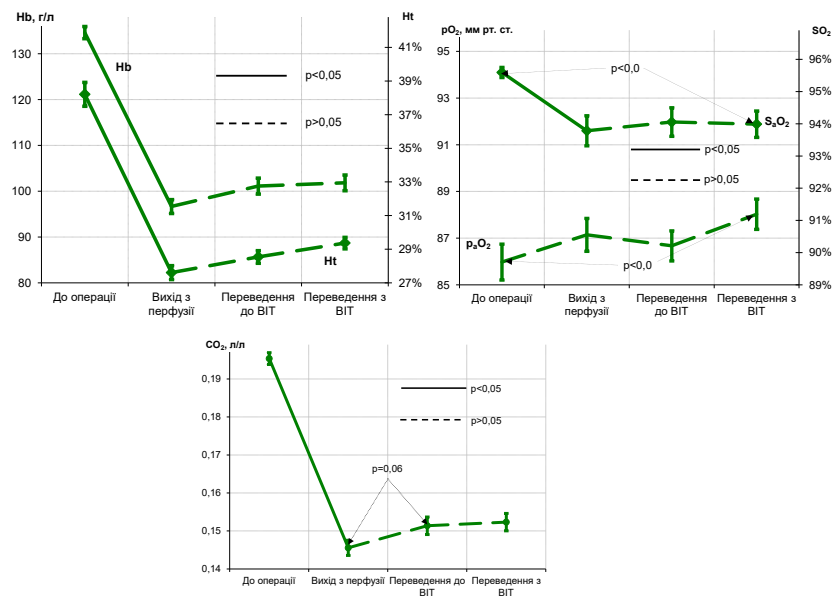 Hb, г/л
Ht
130
120
110
100
90
80
41%
39%
37%
35%
33%
31%
29%
27%
Hb
Ht
p<0,05
p>0,05
До операції
Вихід з
перфузії
Переведення
до ВІТ
Переведення з
ВІТ
pO₂, мм рт. ст.
SO₂
95
93
91
89
87
85
96%
95%
94%
93%
92%
91%
90%
89%
p<0,0
SₐO₂
p<0,05
p>0,05
pₐO₂
p<0,0
До операції
Вихід з
перфузії
Переведення
до ВІТ
Переведення з
ВІТ
CO₂, л/л
0,19
0,18
0,17
0,16
0,15
0,14
p<0,05
p>0,05
p=0,06
До операції
Вихід з перфузії
Переведення до
ВІТ
Переведення з
ВІТ